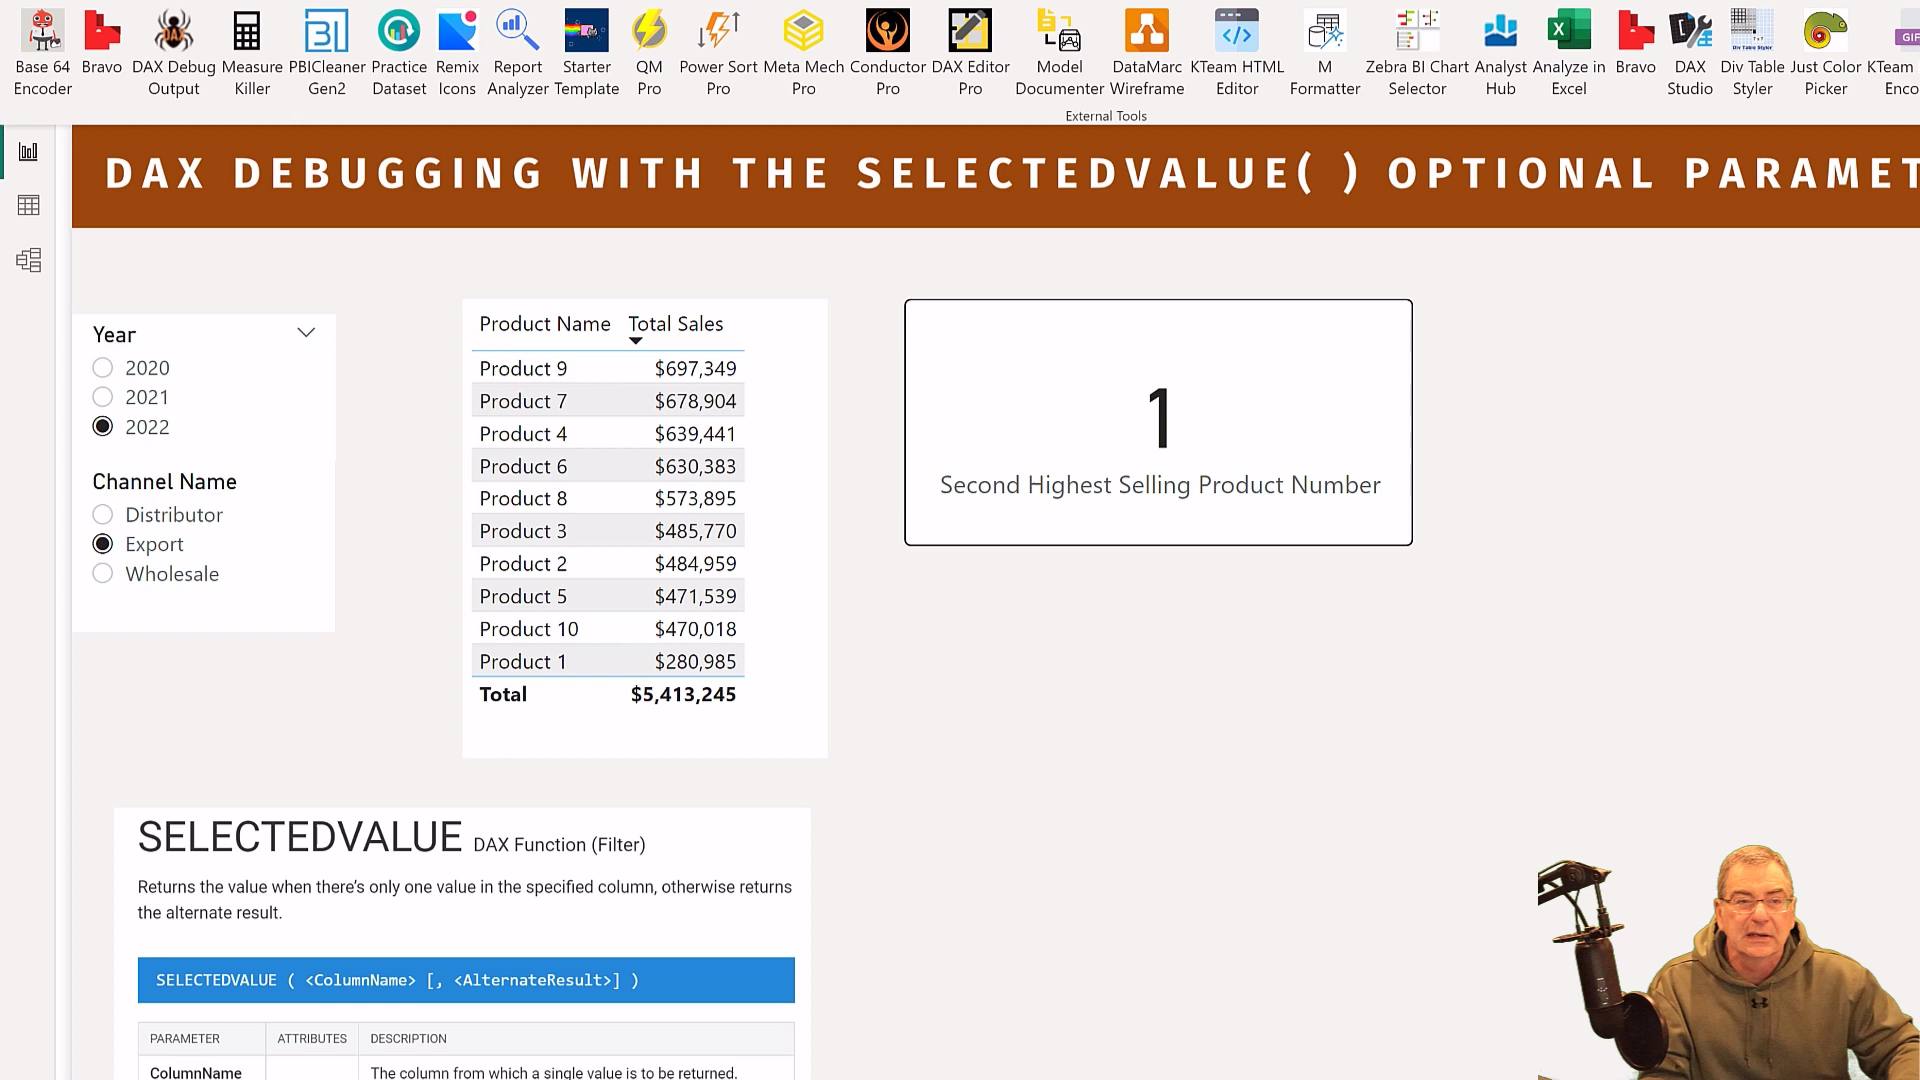 Base 64 Encoder
Bravo
DAX Debug Output
Measure Killer
PBICleaner Gen2
Practice Dataset
Remix Icons
Report Analyzer
Starter Template
QM Pro
Power Sort Pro
Meta Mech Pro
Conductor Pro
DAX Editor Pro
Model Documenter
DataMarc Wireframe
KTeam HTML Editor
M Formatter
Zebra BI Chart Selector
Analyst Hub
Analyze in Excel
Bravo
DAX Studio
Div Table Styler
Just Color Picker
KTeam Enco
External Tools
DAX DEBUGGING WITH THE SELECTEDVALUE( ) OPTIONAL PARAMET
Year
2020
2021
2022
Channel Name
Distributor
Export
Wholesale
Product Name Total Sales
Product 9 $697,349
Product 7 $678,904
Product 4 $639,441
Product 6 $630,383
Product 8 $573,895
Product 3 $485,770
Product 2 $484,959
Product 5 $471,539
Product 10 $470,018
Product 1 $280,985
Total $5,413,245
1
Second Highest Selling Product Number
SELECTEDVALUE DAX Function (Filter)
Returns the value when there's only one value in the specified column, otherwise returns
the alternate result.
SELECTEDVALUE ( <ColumnName> [, <AlternateResult>] )
PARAMETER ATTRIBUTES DESCRIPTION
ColumnName The column from which a single value is to be returned.